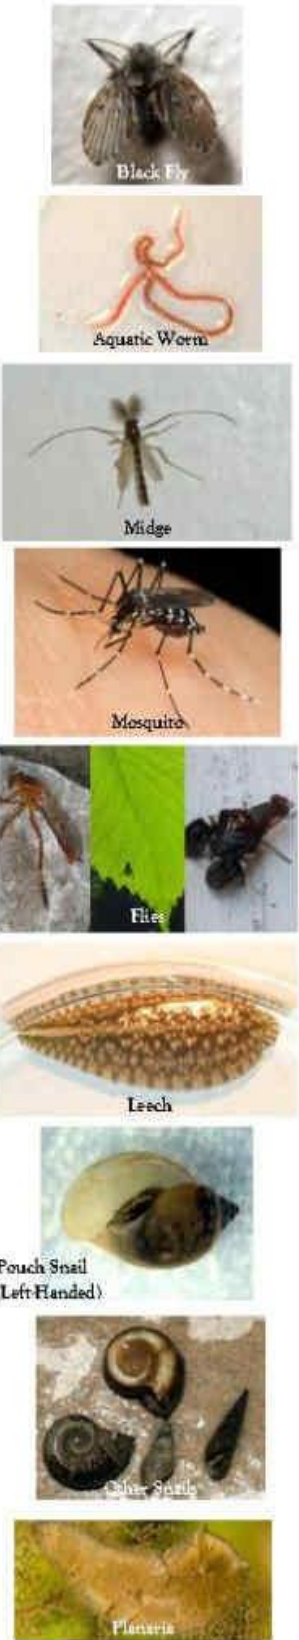 Black Fly
Aquatic Worm
Midge
Mosquito
Flies
Leech
Pouch Snail
(Left-Handed)
Other Snails
Planaria